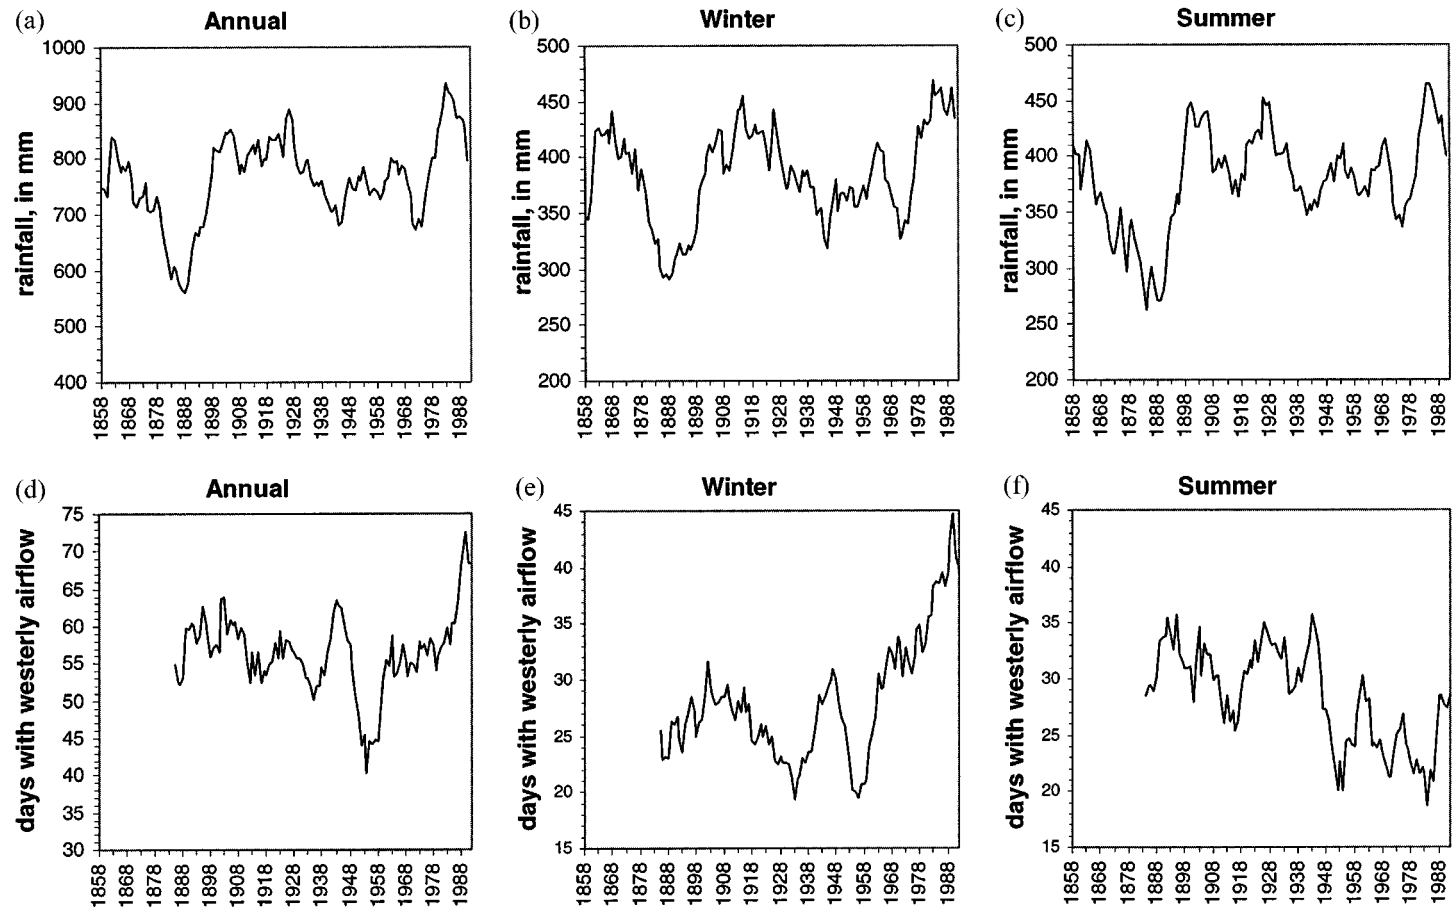 (a) Annual
1000
900
800
700
600
500
400
rainfall, in mm
1858 1868 1878 1888 1898 1908 1918 1928 1938 1948 1958 1968 1978 1988
(b) Winter
500
450
400
350
300
250
200
rainfall, in mm
1858 1868 1878 1888 1898 1908 1918 1928 1938 1948 1958 1968 1978 1988
(c) Summer
500
450
400
350
300
250
200
rainfall, in mm
1858 1868 1878 1888 1898 1908 1918 1928 1938 1948 1958 1968 1978 1988
(d) Annual
75
70
65
60
55
50
45
40
35
30
days with westerly airflow
1858 1868 1878 1888 1898 1908 1918 1928 1938 1948 1958 1968 1978 1988
(e) Winter
45
40
35
30
25
20
15
days with westerly airflow
1858 1868 1878 1888 1898 1908 1918 1928 1938 1948 1958 1968 1978 1988
(f) Summer
45
40
35
30
25
20
15
days with westerly airflow
1858 1868 1878 1888 1898 1908 1918 1928 1938 1948 1958 1968 1978 1988